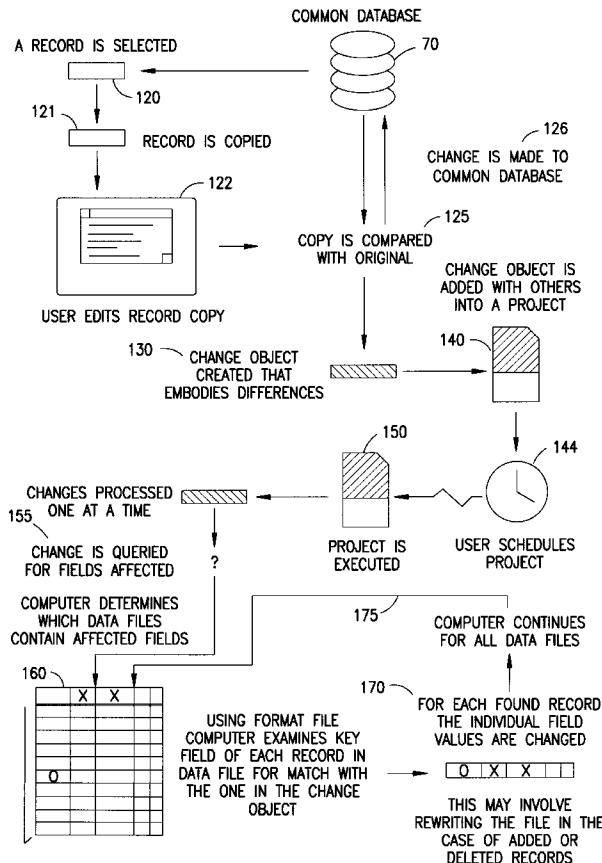 COMMON DATABASE
70
A RECORD IS SELECTED
120
121
RECORD IS COPIED
122
126
CHANGE IS MADE TO
COMMON DATABASE
125
COPY IS COMPARED
WITH ORIGINAL
USER EDITS RECORD COPY
CHANGE OBJECT IS
ADDED WITH OTHERS
INTO A PROJECT
130
CHANGE OBJECT
CREATED THAT
EMBODIES DIFFERENCES
140
144
150
CHANGES PROCESSED
ONE AT A TIME
PROJECT IS
EXECUTED
USER SCHEDULES
PROJECT
155
CHANGE IS QUERIED
FOR FIELDS AFFECTED
?
COMPUTER DETERMINES
WHICH DATA FILES
CONTAIN AFFECTED FIELDS
175
COMPUTER CONTINUES
FOR ALL DATA FILES
160
X X
O
USING FORMAT FILE
COMPUTER EXAMINES KEY
FIELD OF EACH RECORD IN
DATA FILE FOR MATCH WITH
THE ONE IN THE CHANGE
OBJECT
170
FOR EACH FOUND RECORD
THE INDIVIDUAL FIELD
VALUES ARE CHANGED
O X X
THIS MAY INVOLVE
REWRITING THE FILE IN THE
CASE OF ADDED OR
DELETED RECORDS